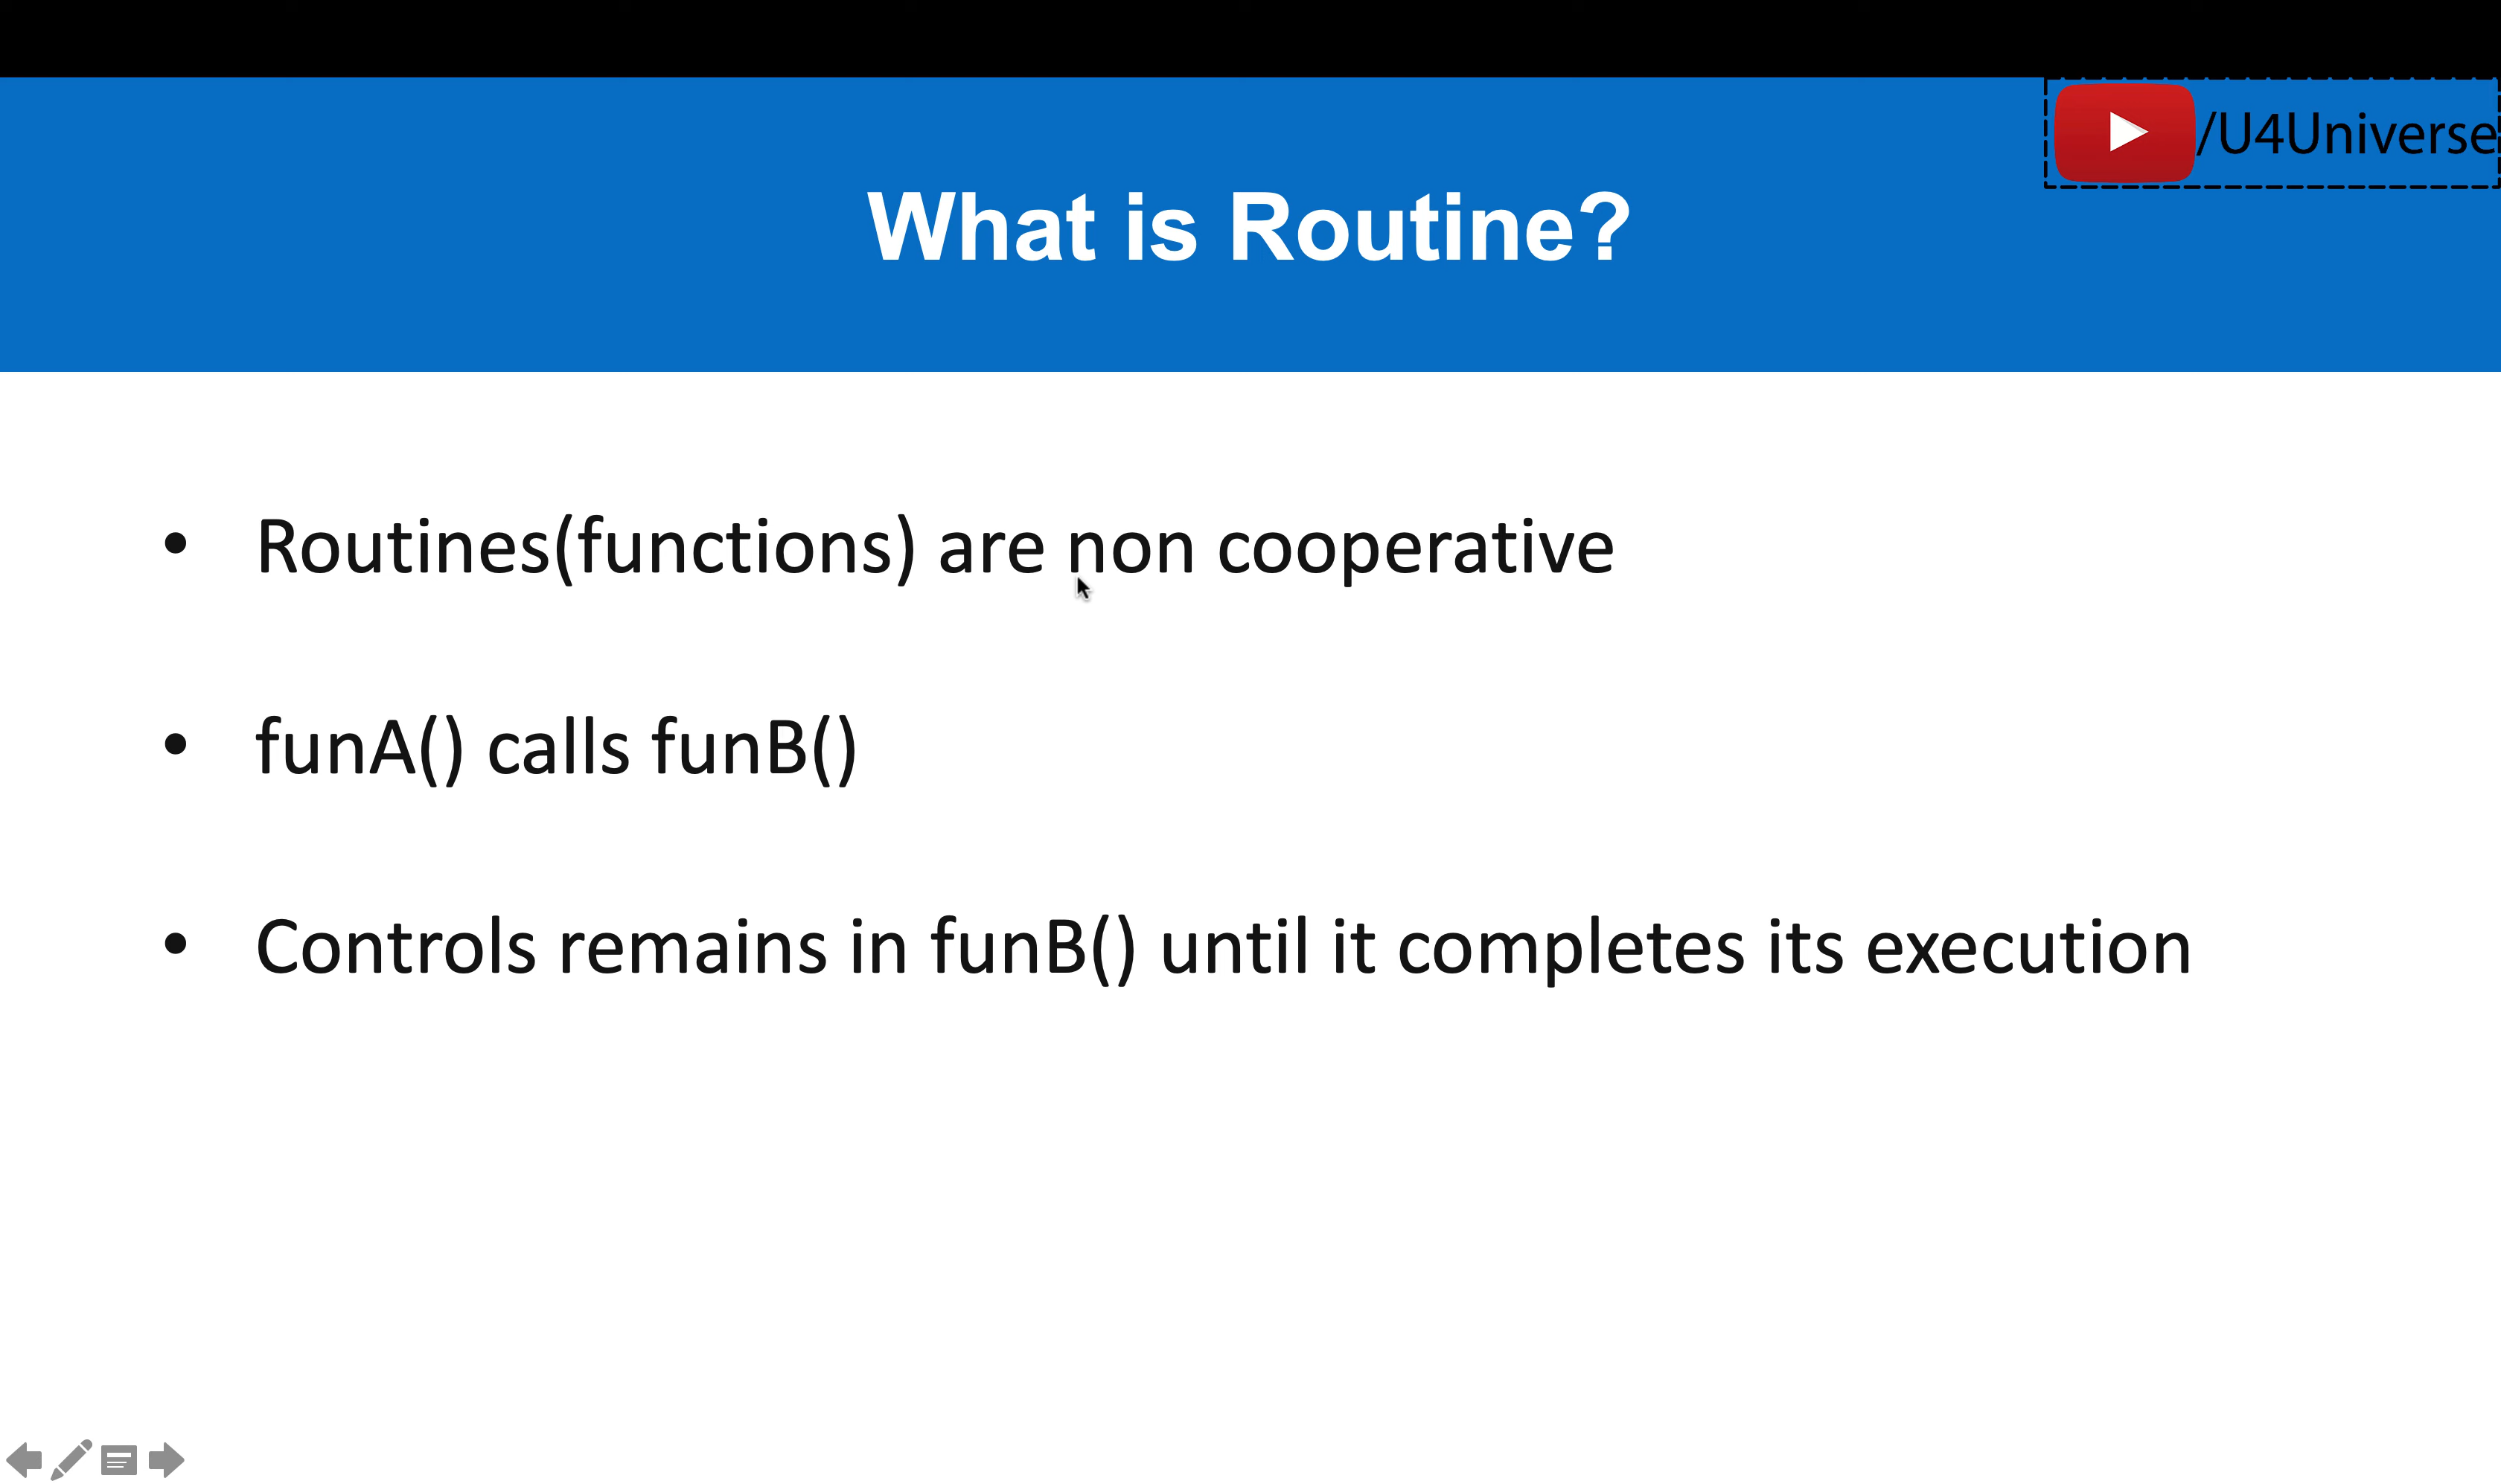 /U4Universe
What is Routine?
• Routines(functions) are non cooperative
• funA() calls funB()
• Controls remains in funB() until it completes its execution